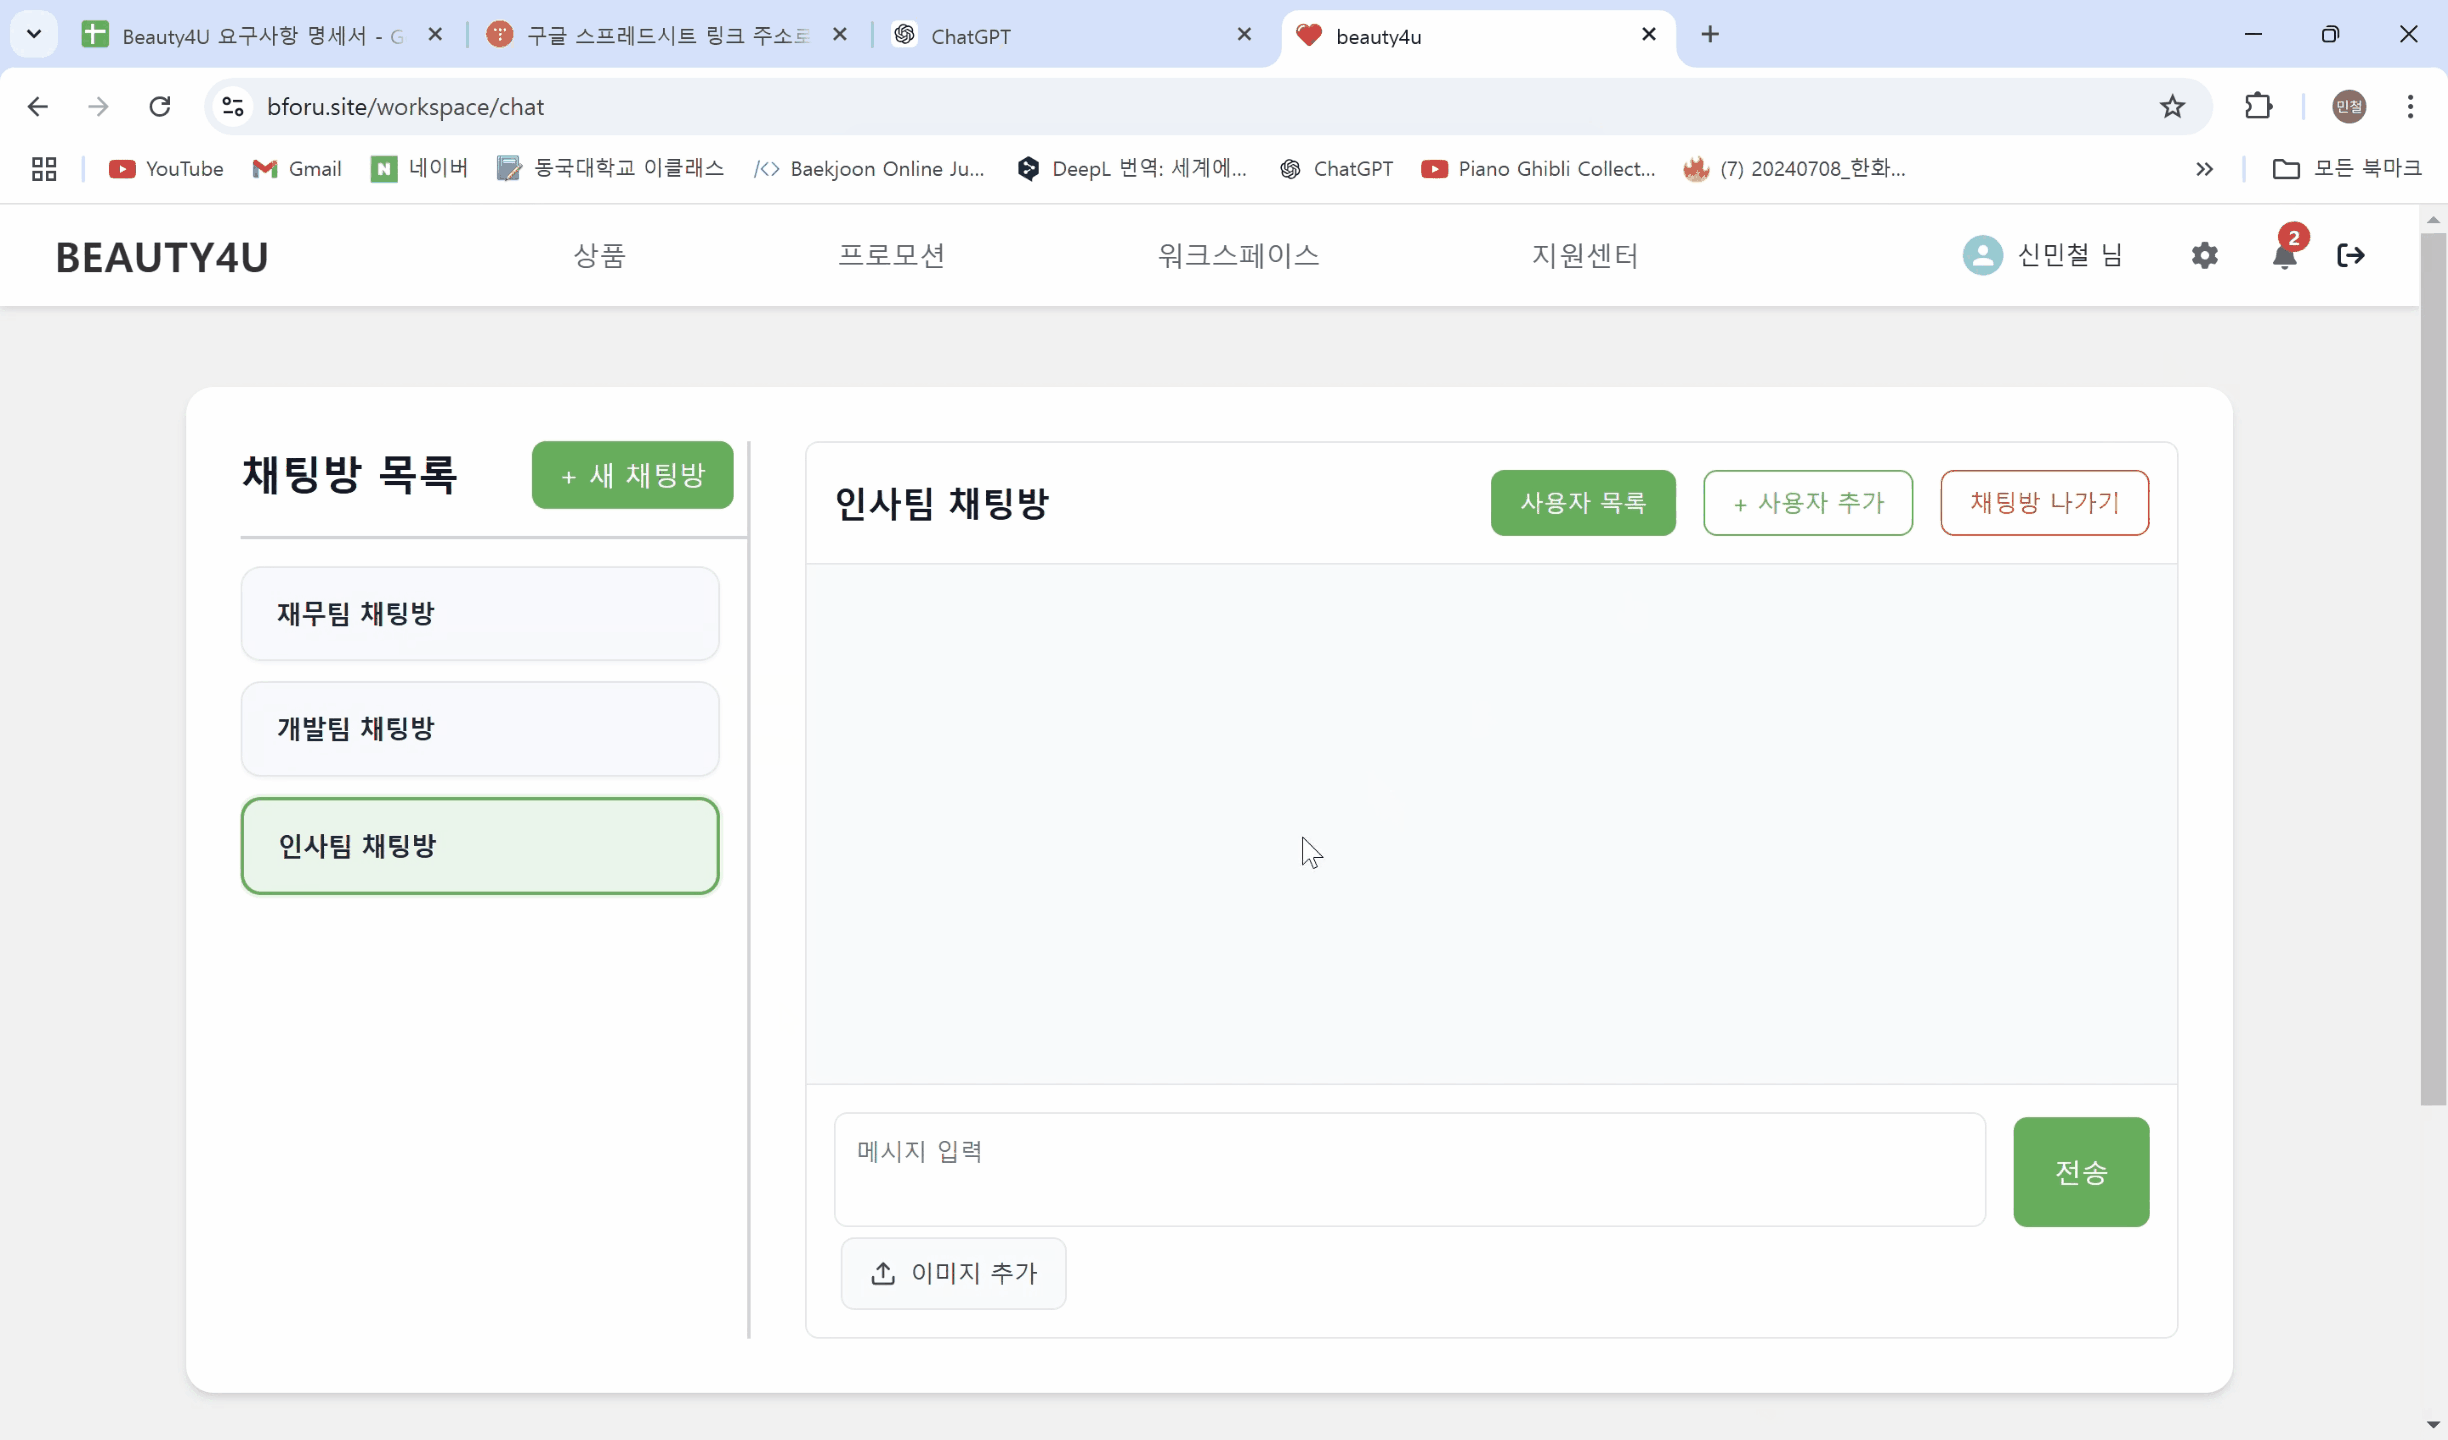 Beauty4U 요구사항 명세서 - G
구글 스프레드시트 링크 주소로
ChatGPT
beauty4u
bforu.site/workspace/chat
민철
YouTube
Gmail
네이버
동국대학교 이클래스
Baekjoon Online Ju...
DeepL 번역: 세계에...
ChatGPT
Piano Ghibli Collect...
(7) 20240708_한화...
모든 북마크
BEAUTY4U
상품
프로모션
워크스페이스
지원센터
신민철 님
2
채팅방 목록
+ 새 채팅방
재무팀 채팅방
개발팀 채팅방
인사팀 채팅방
인사팀 채팅방
사용자 목록
+ 사용자 추가
채팅방 나가기
메시지 입력
전송
이미지 추가